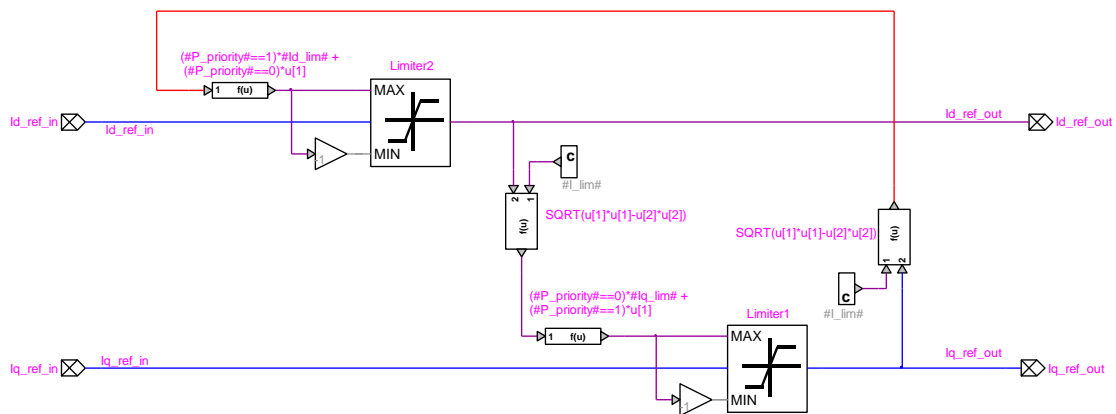 (#P_priority#==1)*#Id_lim# +
(#P_priority#==0)*u[1]
Limiter2
1 f(u)
MAX
Id_ref_in
Id_ref_in
Id_ref_out
Id_ref_out
-1
MIN
C
#I_lim#
2 1
f(u)
SQRT(u[1]*u[1]-u[2]*u[2])
SQRT(u[1]*u[1]-u[2]*u[2])
f(u)
1 2
C
#I_lim#
(#P_priority#==0)*#Iq_lim# +
(#P_priority#==1)*u[1]
Limiter1
1 f(u)
MAX
Iq_ref_in
Iq_ref_in
Iq_ref_out
Iq_ref_out
-1
MIN